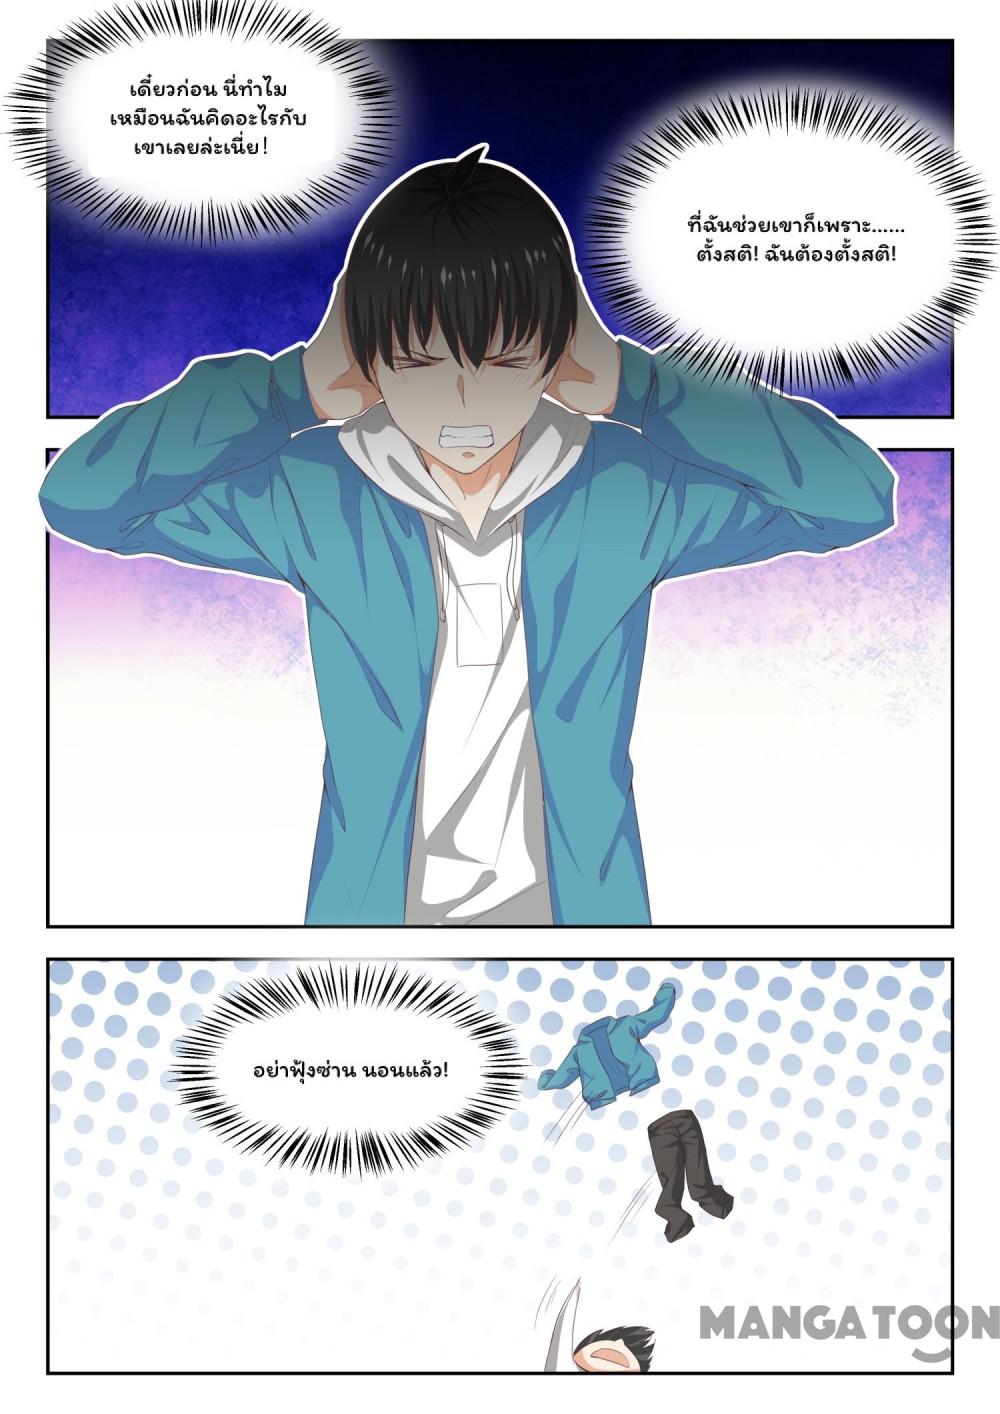 เดี๋ยวก่อน นี่ทำไม
เหมือนฉันคิดอะไรกับ
เขาเลยล่ะเนี่ย!
ที่ฉันช่วยเขาก็เพราะ......
ตั้งสติ! ฉันต้องตั้งสติ!
อย่าฟุ้งซ่าน นอนแล้ว!
MANGATOON